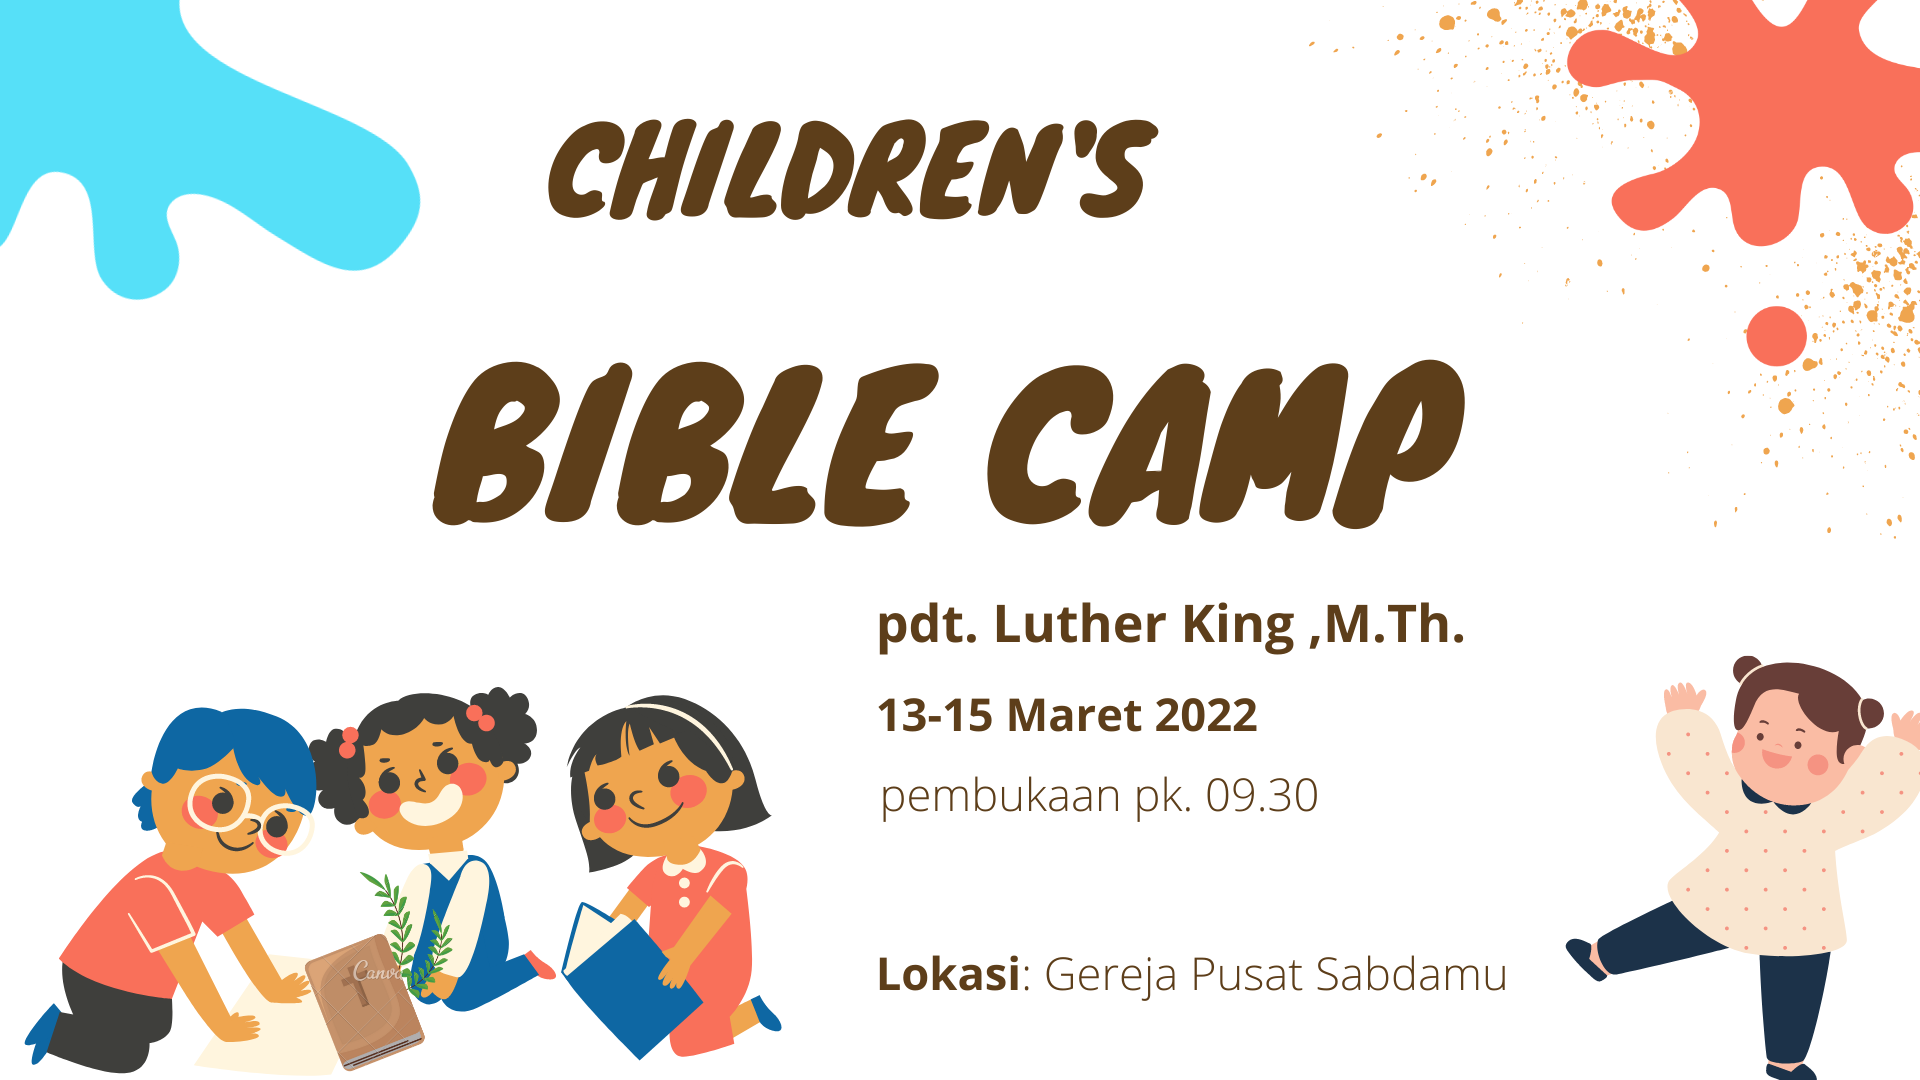 CHILDREN'S
BIBLE CAMP
pdt. Luther King ,M.Th.
13-15 Maret 2022
pembukaan pk. 09.30
Lokasi: Gereja Pusat Sabdamu
Canva